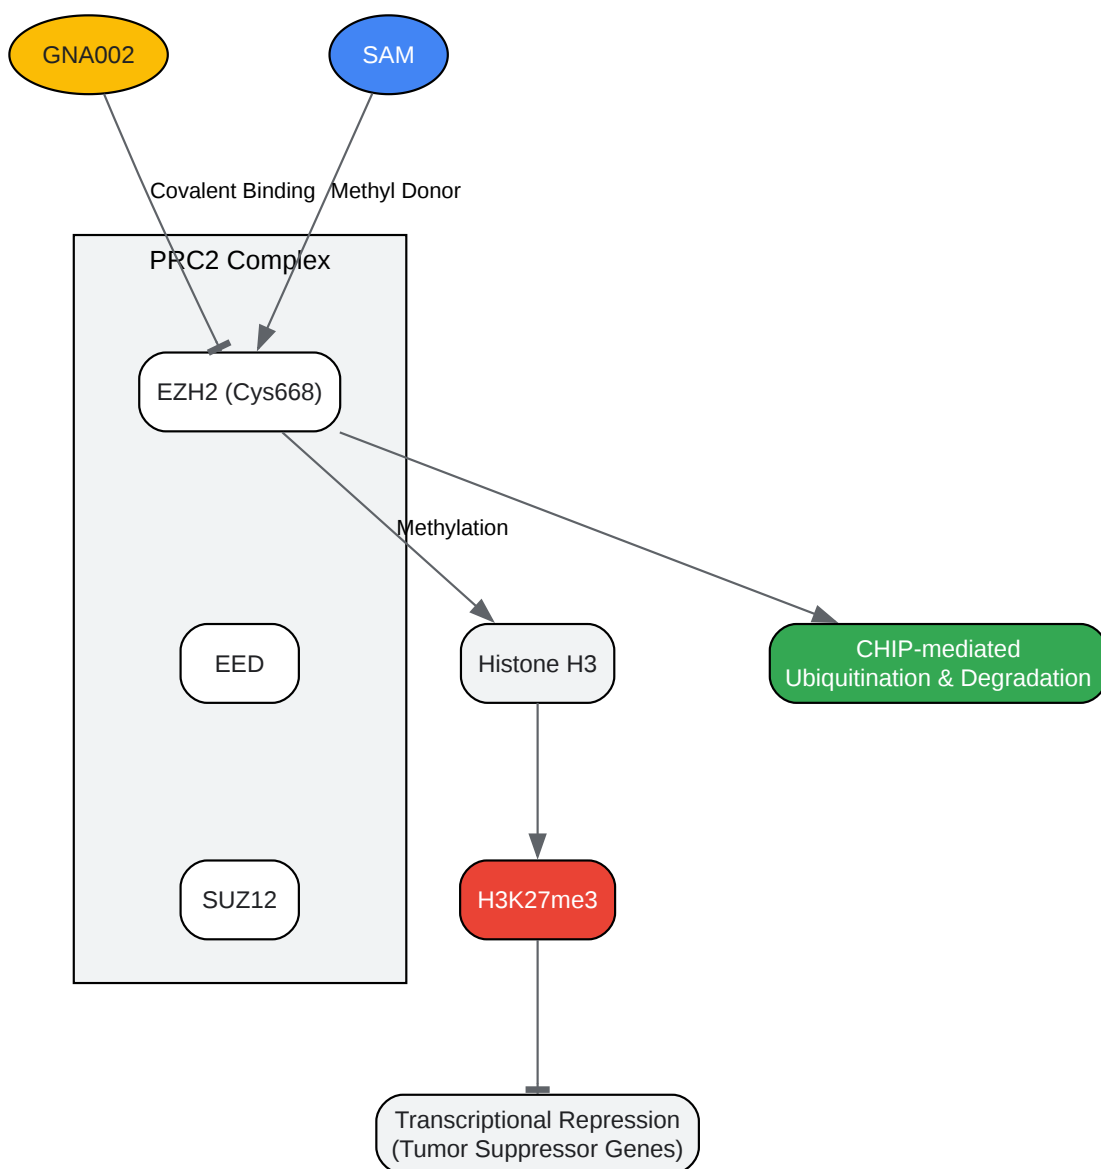 GNA002
SAM
Covalent Binding
Methyl Donor
PRC2 Complex
EZH2 (Cys668)
Methylation
EED
Histone H3
CHIP-mediated
Ubiquitination & Degradation
SUZ12
H3K27me3
Transcriptional Repression
(Tumor Suppressor Genes)